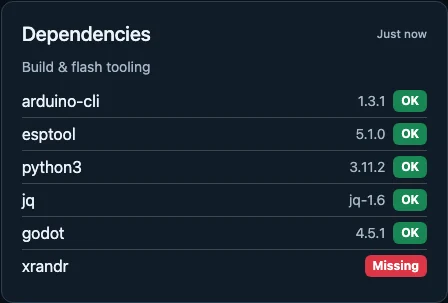 Dependencies Just now
Build & flash tooling
arduino-cli 1.3.1 OK
esptool 5.1.0 OK
python3 3.11.2 OK
jq jq-1.6 OK
godot 4.5.1 OK
xrandr Missing